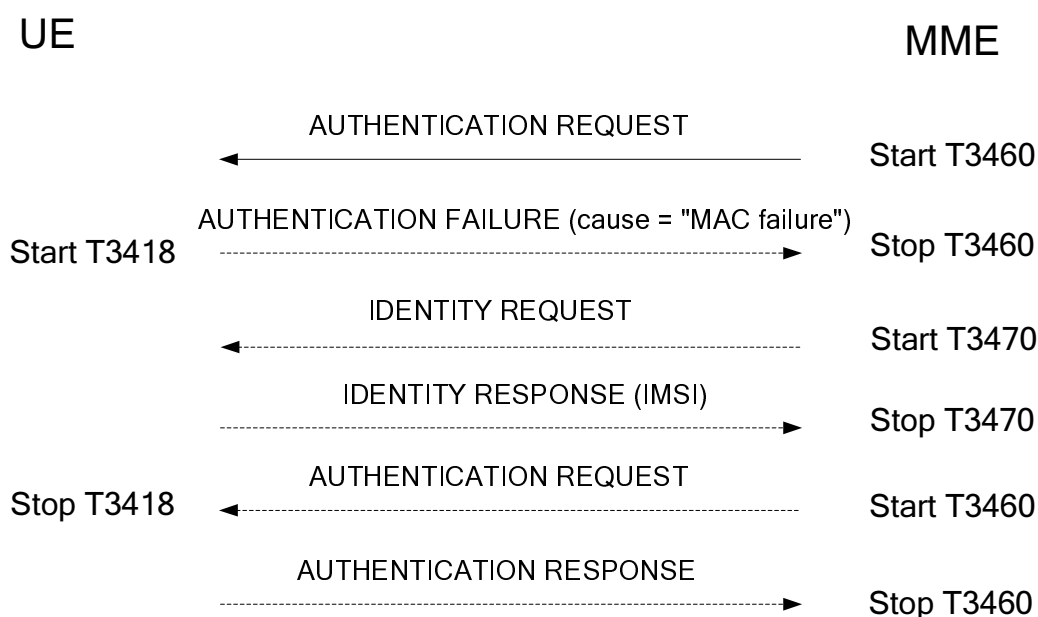 UE
MME
AUTHENTICATION REQUEST
Start T3460
AUTHENTICATION FAILURE (cause = "MAC failure")
Start T3418
Stop T3460
IDENTITY REQUEST
Start T3470
IDENTITY RESPONSE (IMSI)
Stop T3470
AUTHENTICATION REQUEST
Stop T3418
Start T3460
AUTHENTICATION RESPONSE
Stop T3460